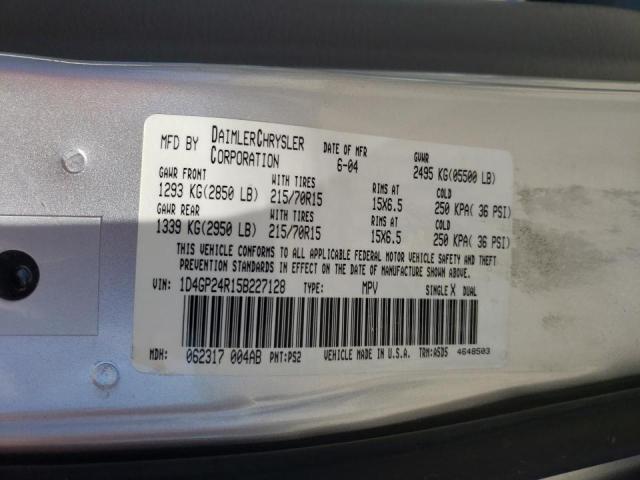 MFD BY DAIMLERCHRYSLER CORPORATION DATE OF MFR 6-04 GVWR 2495 KG(05500 LB)
GAWR FRONT WITH TIRES RIMS AT COLD
1293 KG(2850 LB) 215/70R15 15X6.5 250 KPA( 36 PSI)
GAWR REAR WITH TIRES RIMS AT COLD
1339 KG(2950 LB) 215/70R15 15X6.5 250 KPA( 36 PSI)
THIS VEHICLE CONFORMS TO ALL APPLICABLE FEDERAL MOTOR VEHICLE SAFETY, BUMPER, AND THEFT
PREVENTION STANDARDS IN EFFECT ON THE DATE OF MANUFACTURE SHOWN ABOVE.
VIN: 1D4GP24R15B227128 TYPE: MPV SINGLE X DUAL
MDH: 062317 004AB PNT:PS2 VEHICLE MADE IN U.S.A. TRM:A5D5 4648503